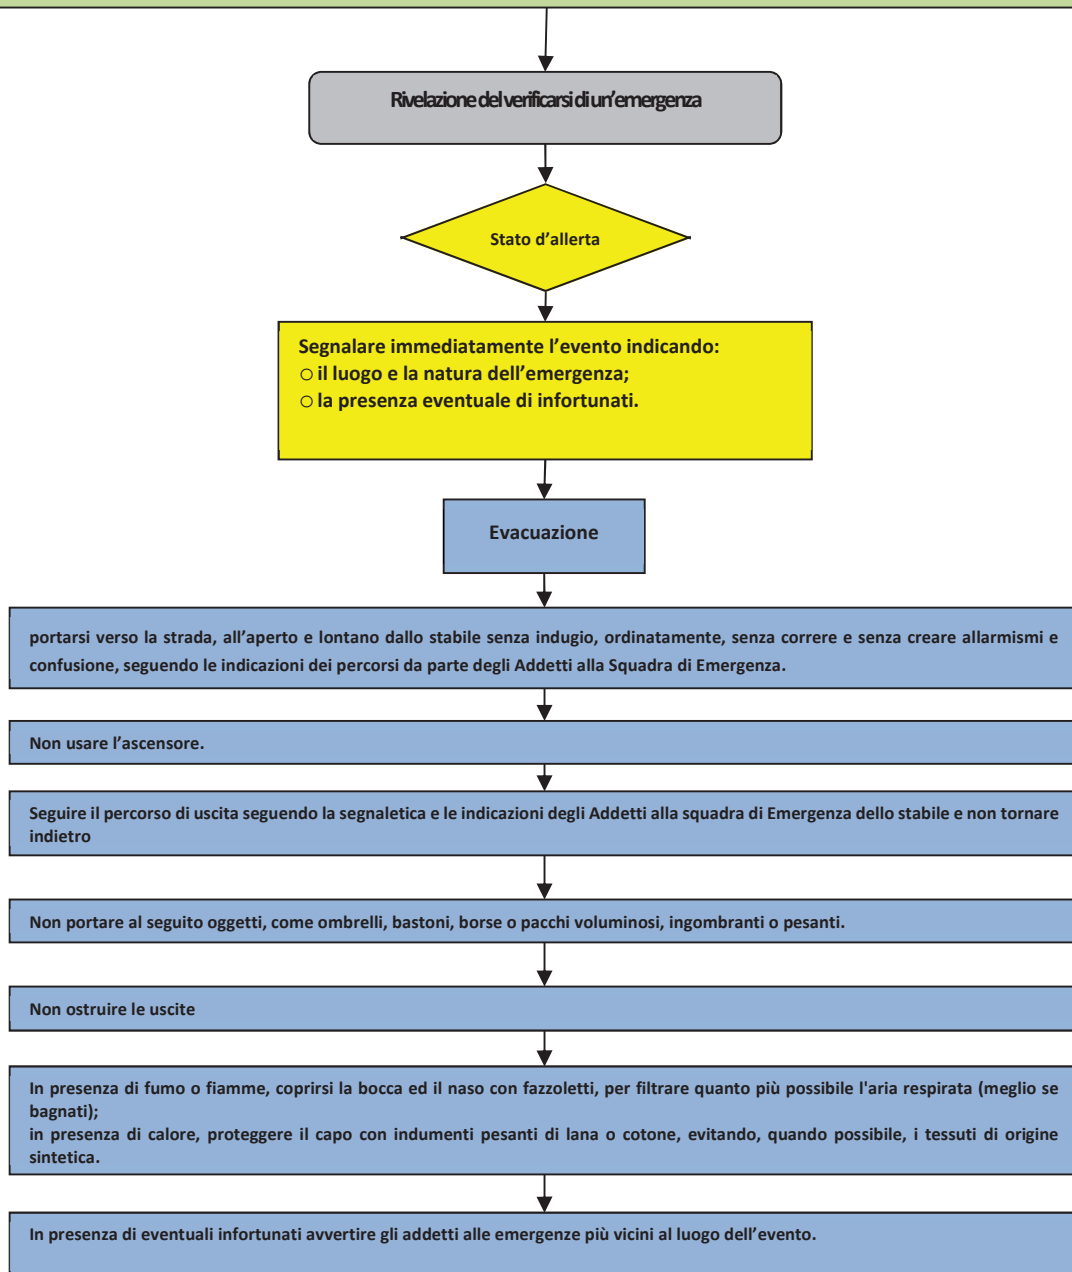 Rivelazione del verificarsi di un'emergenza
Stato d'allerta
Segnalare immediatamente l'evento indicando:
○ il luogo e la natura dell'emergenza;
○ la presenza eventuale di infortunati.
Evacuazione
portarsi verso la strada, all'aperto e lontano dallo stabile senza indugio, ordinatamente, senza correre e senza creare allarmismi e
confusione, seguendo le indicazioni dei percorsi da parte degli Addetti alla Squadra di Emergenza.
Non usare l'ascensore.
Seguire il percorso di uscita seguendo la segnaletica e le indicazioni degli Addetti alla squadra di Emergenza dello stabile e non tornare
indietro
Non portare al seguito oggetti, come ombrelli, bastoni, borse o pacchi voluminosi, ingombranti o pesanti.
Non ostruire le uscite
In presenza di fumo o fiamme, coprirsi la bocca ed il naso con fazzoletti, per filtrare quanto più possibile l'aria respirata (meglio se
bagnati);
in presenza di calore, proteggere il capo con indumenti pesanti di lana o cotone, evitando, quando possibile, i tessuti di origine
sintetica.
In presenza di eventuali infortunati avvertire gli addetti alle emergenze più vicini al luogo dell'evento.